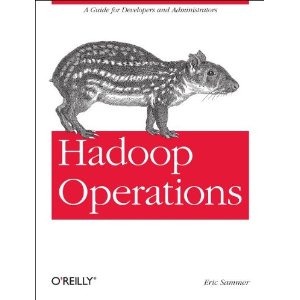 A Guide for Developers and Administrators
Hadoop
Operations
O'REILLY®
Eric Sammer